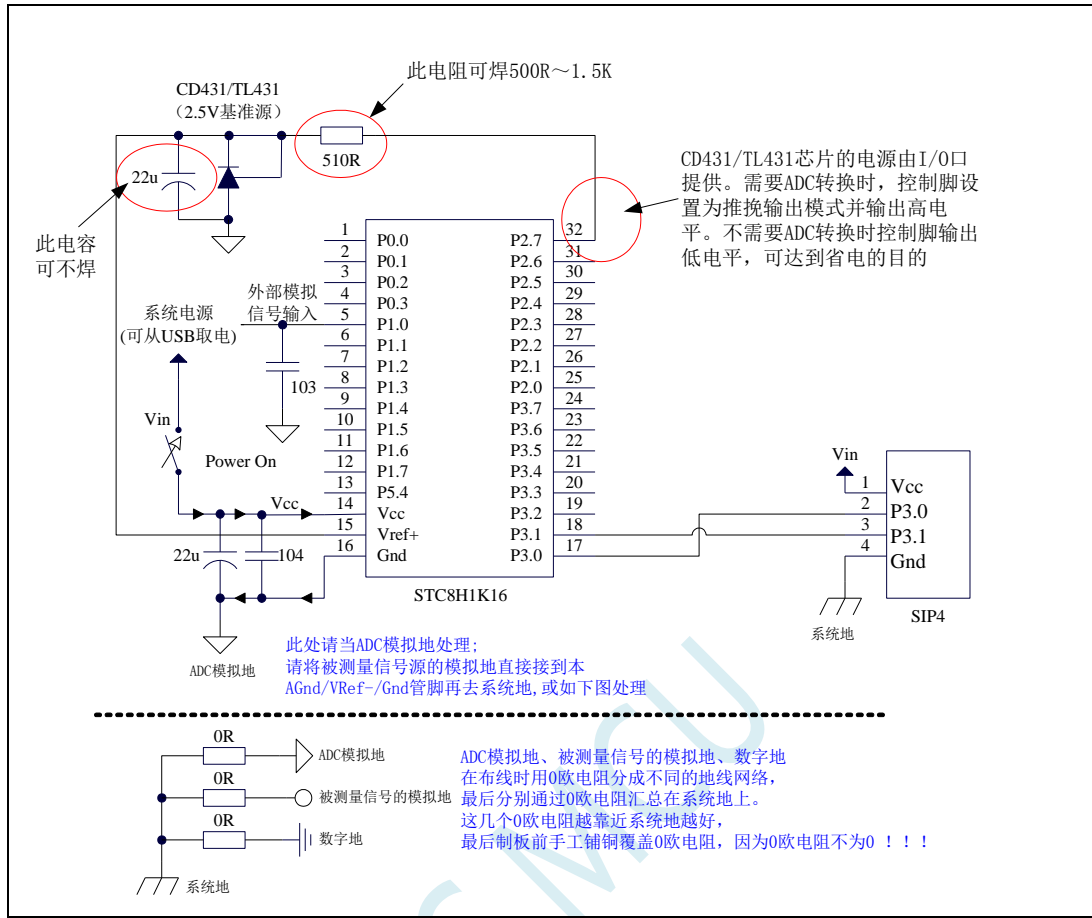 此电阻可焊500R～1.5K
CD431/TL431
(2.5V基准源)
510R
22u
此电容
可不焊
CD431/TL431芯片的电源由I/O口
提供。需要ADC转换时，控制脚设
置为推挽输出模式并输出高电
平。不需要ADC转换时控制脚输出
低电平，可达到省电的目的
系统电源
(可从USB取电)
外部模拟
信号输入
103
Vin
Power On
Vcc
22u
104
ADC模拟地
1 P0.0
2 P0.1
3 P0.2
4 P0.3
5 P1.0
6 P1.1
7 P1.2
8 P1.3
9 P1.4
10 P1.5
11 P1.6
12 P1.7
13 P5.4
14 Vcc
15 Vref+
16 Gnd
P2.7 32
P2.6 31
P2.5 30
P2.4 29
P2.3 28
P2.2 27
P2.1 26
P2.0 25
P3.7 24
P3.6 23
P3.5 22
P3.4 21
P3.3 20
P3.2 19
P3.1 18
P3.0 17
STC8H1K16
Vin
1 Vcc
2 P3.0
3 P3.1
4 Gnd
SIP4
系统地
此处请当ADC模拟地处理;
请将被测量信号源的模拟地直接接到本
AGnd/VRef-/Gnd管脚再去系统地,或如下图处理
0R
ADC模拟地
0R
被测量信号的模拟地
0R
数字地
系统地
ADC模拟地、被测量信号的模拟地、数字地
在布线时用0欧电阻分成不同的地线网络，
最后分别通过0欧电阻汇总在系统地上。
这几个0欧电阻越靠近系统地越好，
最后制板前手工铺铜覆盖0欧电阻，因为0欧电阻不为0 ！！！
MCU